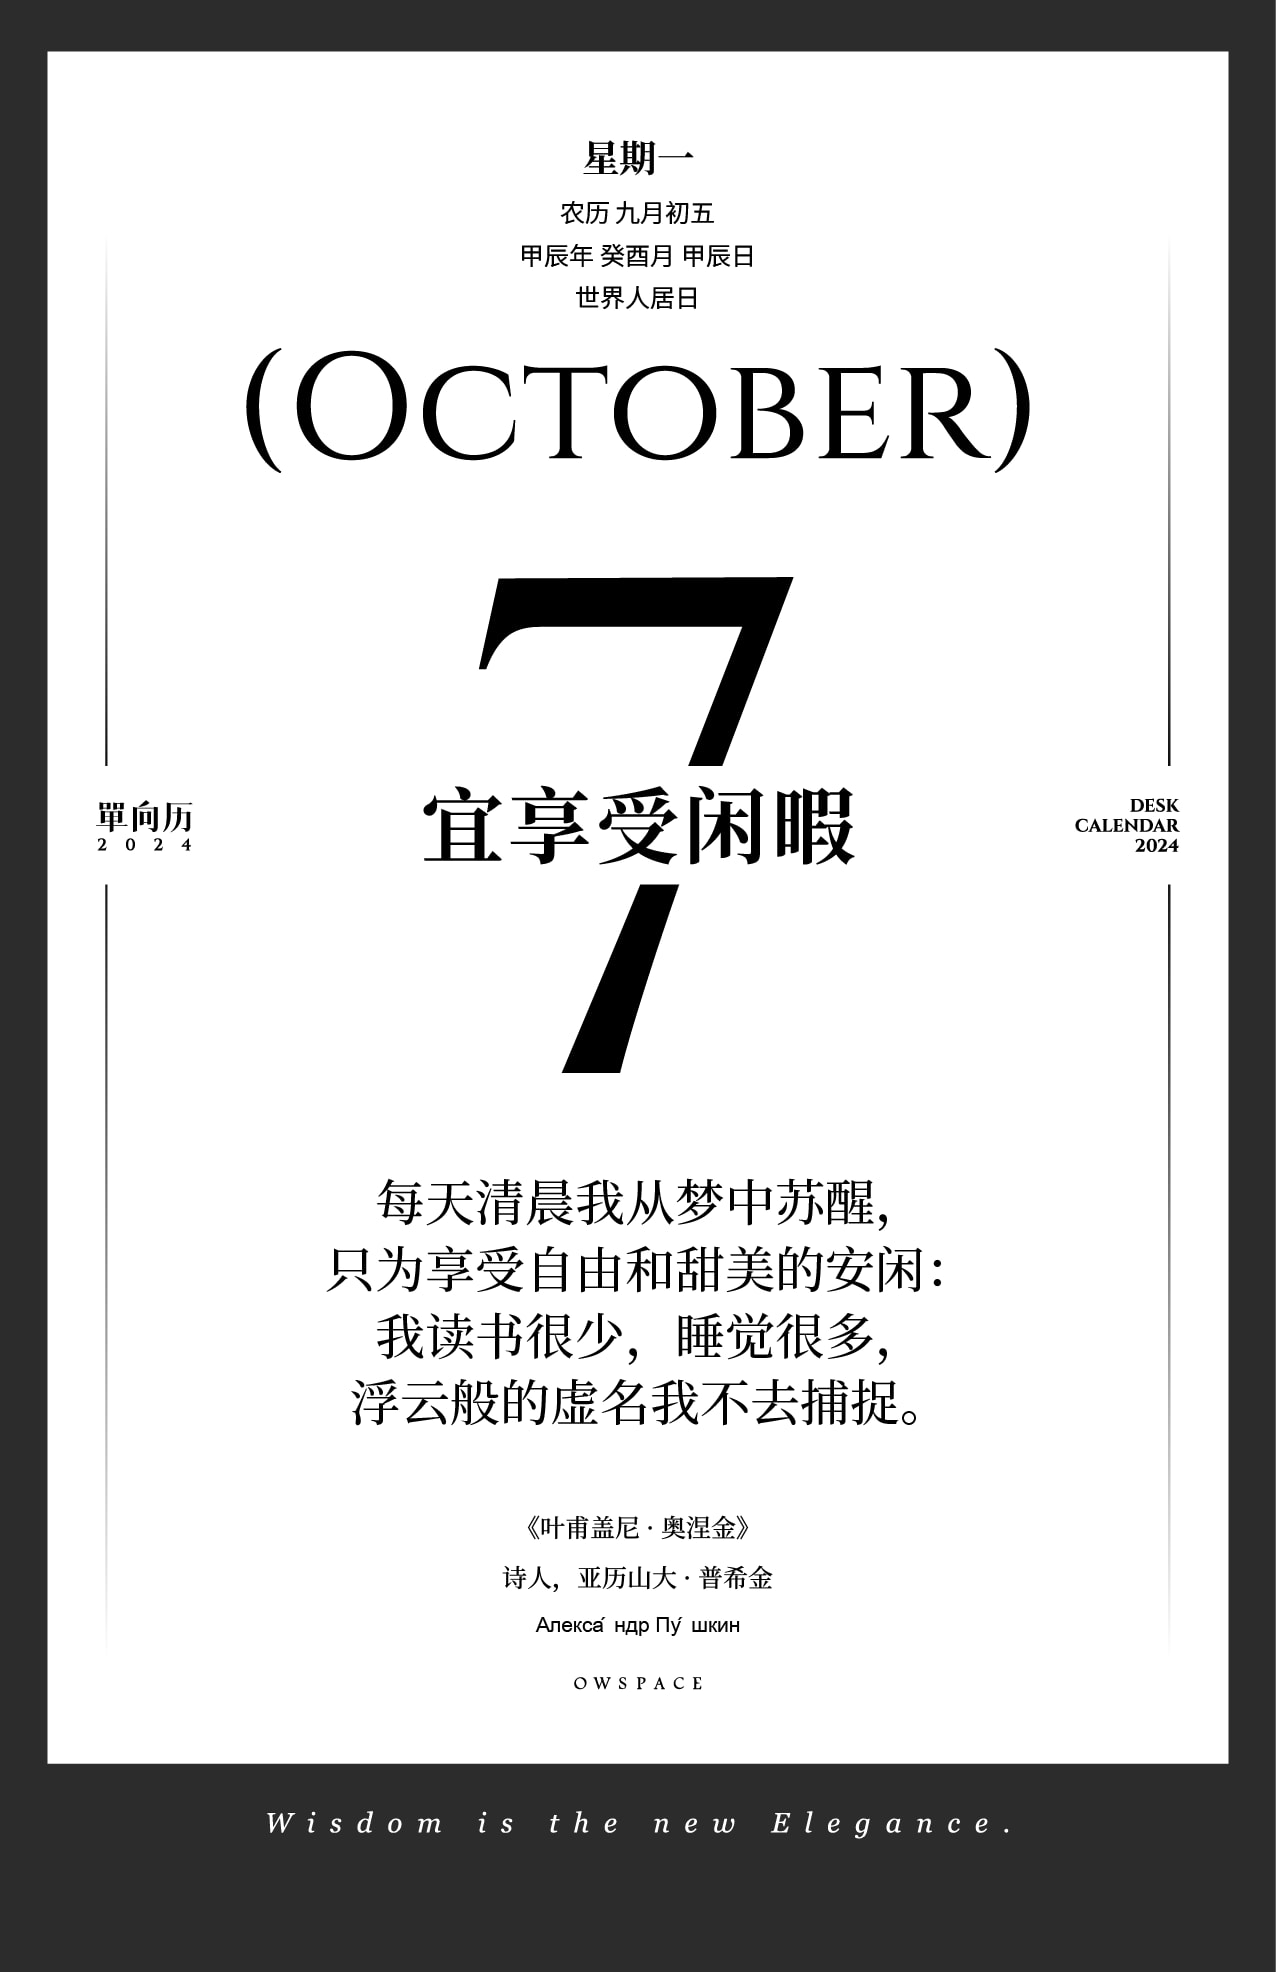 星期一
农历 九月初五
甲辰年 癸酉月 甲辰日
世界人居日
(OCTOBER)
7
單向历
2024
宜享受闲暇
DESK
CALENDAR
2024
每天清晨我从梦中苏醒，
只为享受自由和甜美的安闲：
我读书很少，睡觉很多，
浮云般的虚名我不去捕捉。
《叶甫盖尼·奥涅金》
诗人，亚历山大·普希金
Алекса́ндр Пу́шкин
OWSPACE
Wisdom is the new Elegance.